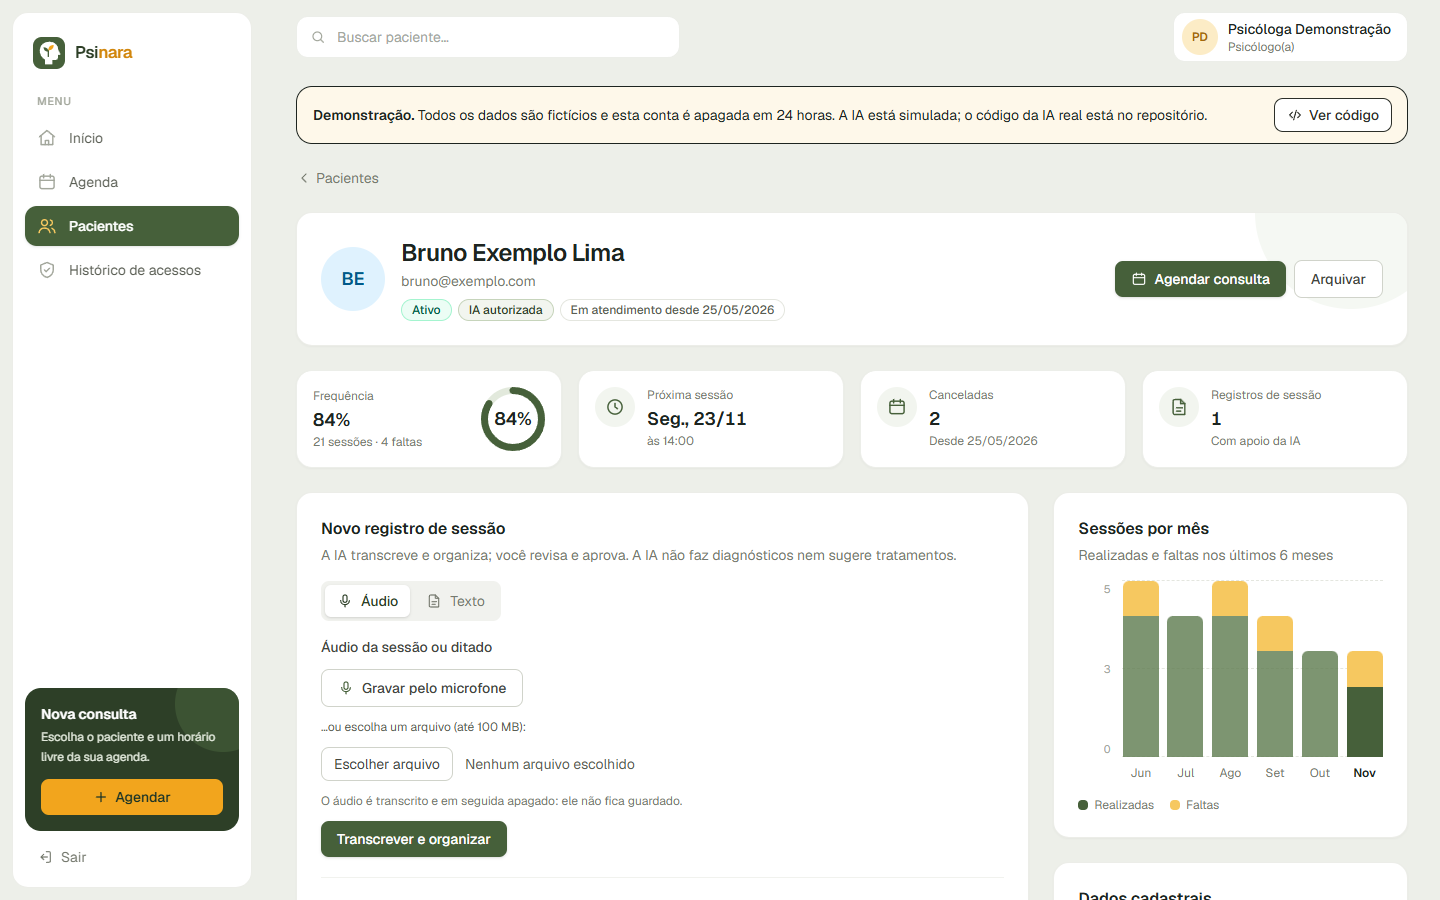 Psinara
MENU
Início
Agenda
Pacientes
Histórico de acessos
Nova consulta
Escolha o paciente e um horário
livre da sua agenda.
Agendar
Sair
Buscar paciente…
PD
Psicóloga Demonstração
Psicólogo(a)
Demonstração. Todos os dados são fictícios e esta conta é apagada em 24 horas. A IA está simulada; o código da IA real está no repositório.
Ver código
Pacientes
BE
Bruno Exemplo Lima
bruno@exemplo.com
Ativo
IA autorizada
Em atendimento desde 25/05/2026
Agendar consulta
Arquivar
Frequência
84%
21 sessões · 4 faltas
84%
Próxima sessão
Seg., 23/11
às 14:00
Canceladas
2
Desde 25/05/2026
Registros de sessão
1
Com apoio da IA
Novo registro de sessão
A IA transcreve e organiza; você revisa e aprova. A IA não faz diagnósticos nem sugere tratamentos.
Áudio
Texto
Áudio da sessão ou ditado
Gravar pelo microfone
…ou escolha um arquivo (até 100 MB):
Escolher arquivo
Nenhum arquivo escolhido
O áudio é transcrito e em seguida apagado: ele não fica guardado.
Transcrever e organizar
Sessões por mês
Realizadas e faltas nos últimos 6 meses
5
3
0
Jun
Jul
Ago
Set
Out
Nov
Realizadas
Faltas
Dados cadastrais